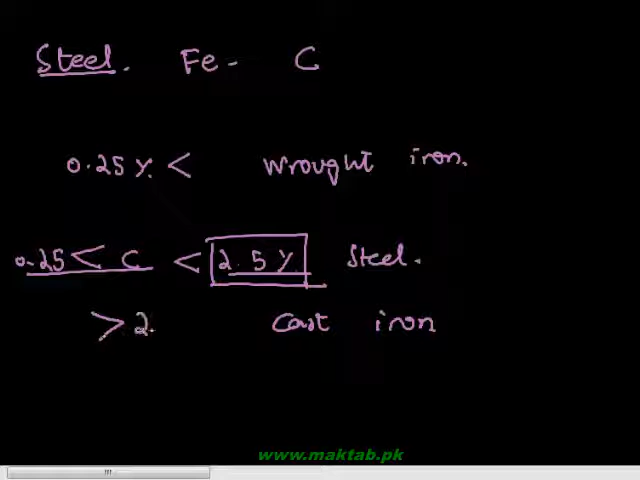 Steel. Fe- C
0.25 % < wrought iron.
0.25 < C < 2.5 % Steel.
> 2. Cast iron
www.maktab.pk